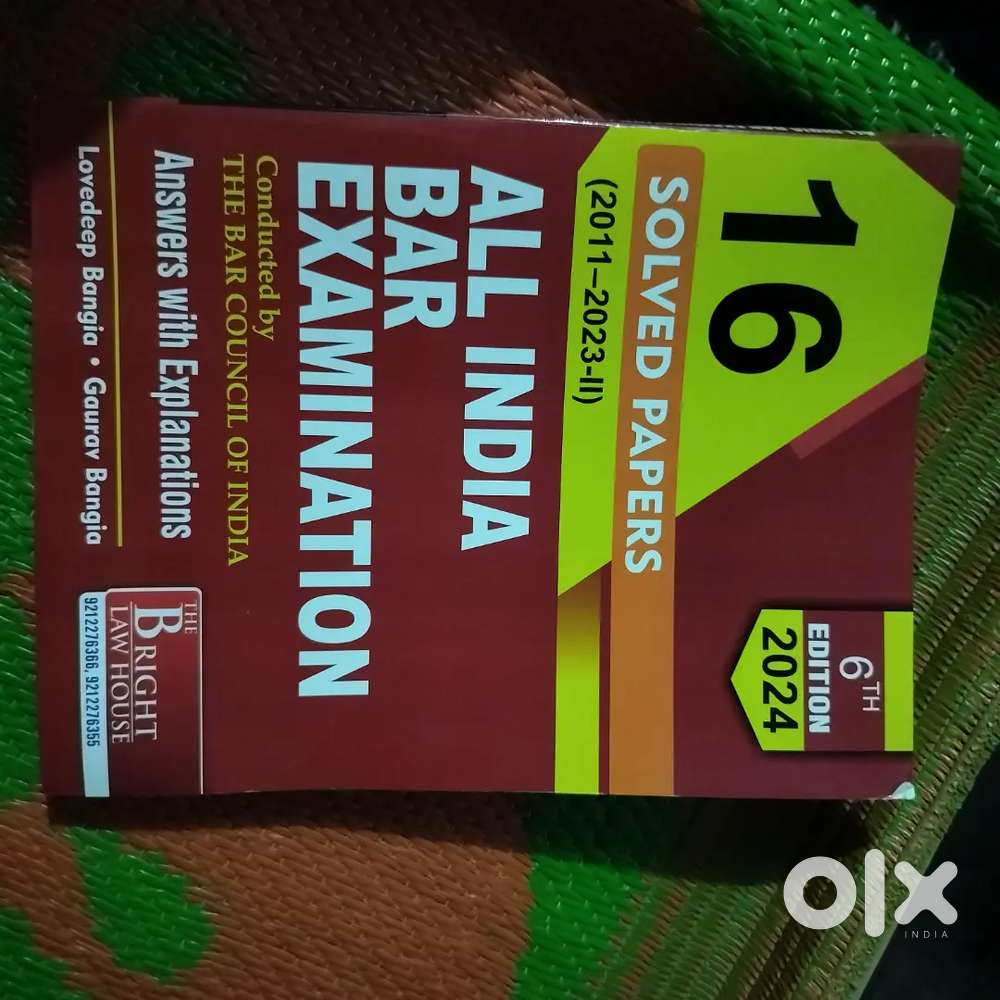 16
SOLVED PAPERS
(2011–2023-II)
6TH
EDITION
2024
ALL INDIA
BAR
EXAMINATION
Conducted by
THE BAR COUNCIL OF INDIA
Answers with Explanations
Lovedeep Bangia • Gaurav Bangia
THE
BRIGHT
LAW HOUSE
9212276366, 9212276355
olx
INDIA